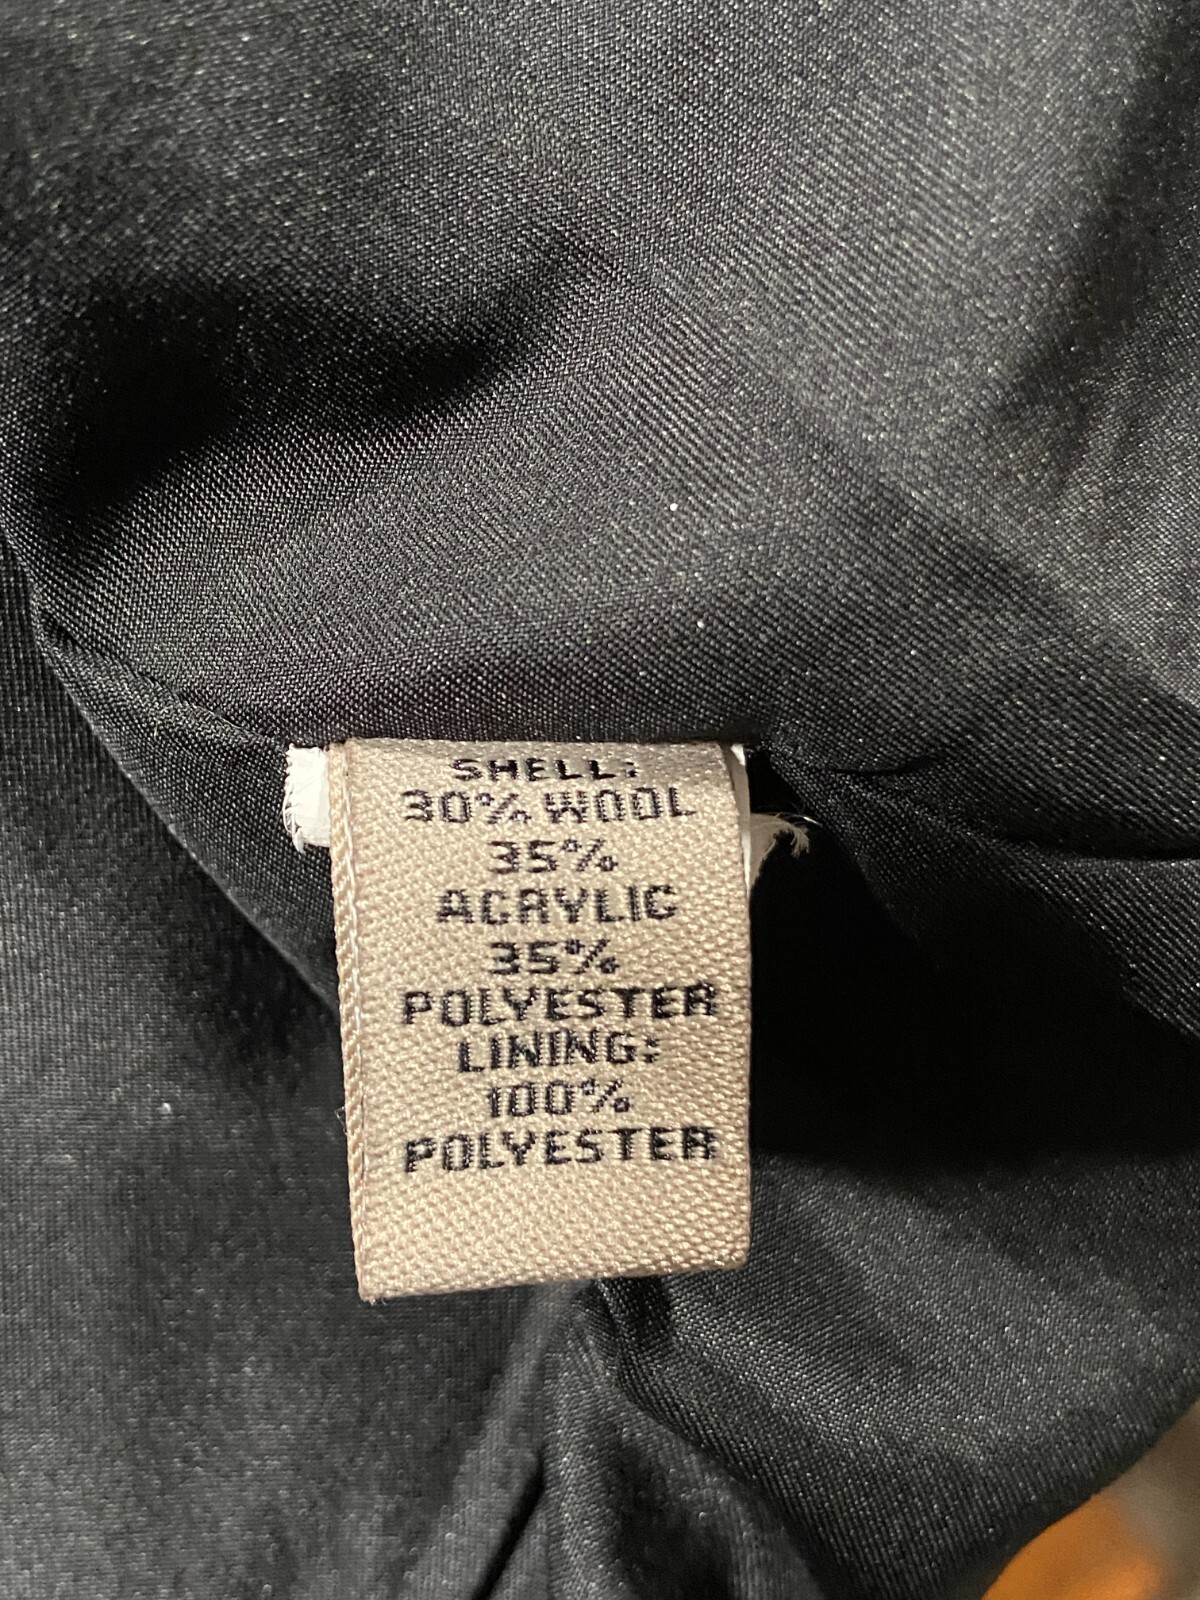 SHELL:
30% WOOL
35%
ACRYLIC
35%
POLYESTER
LINING:
100%
POLYESTER